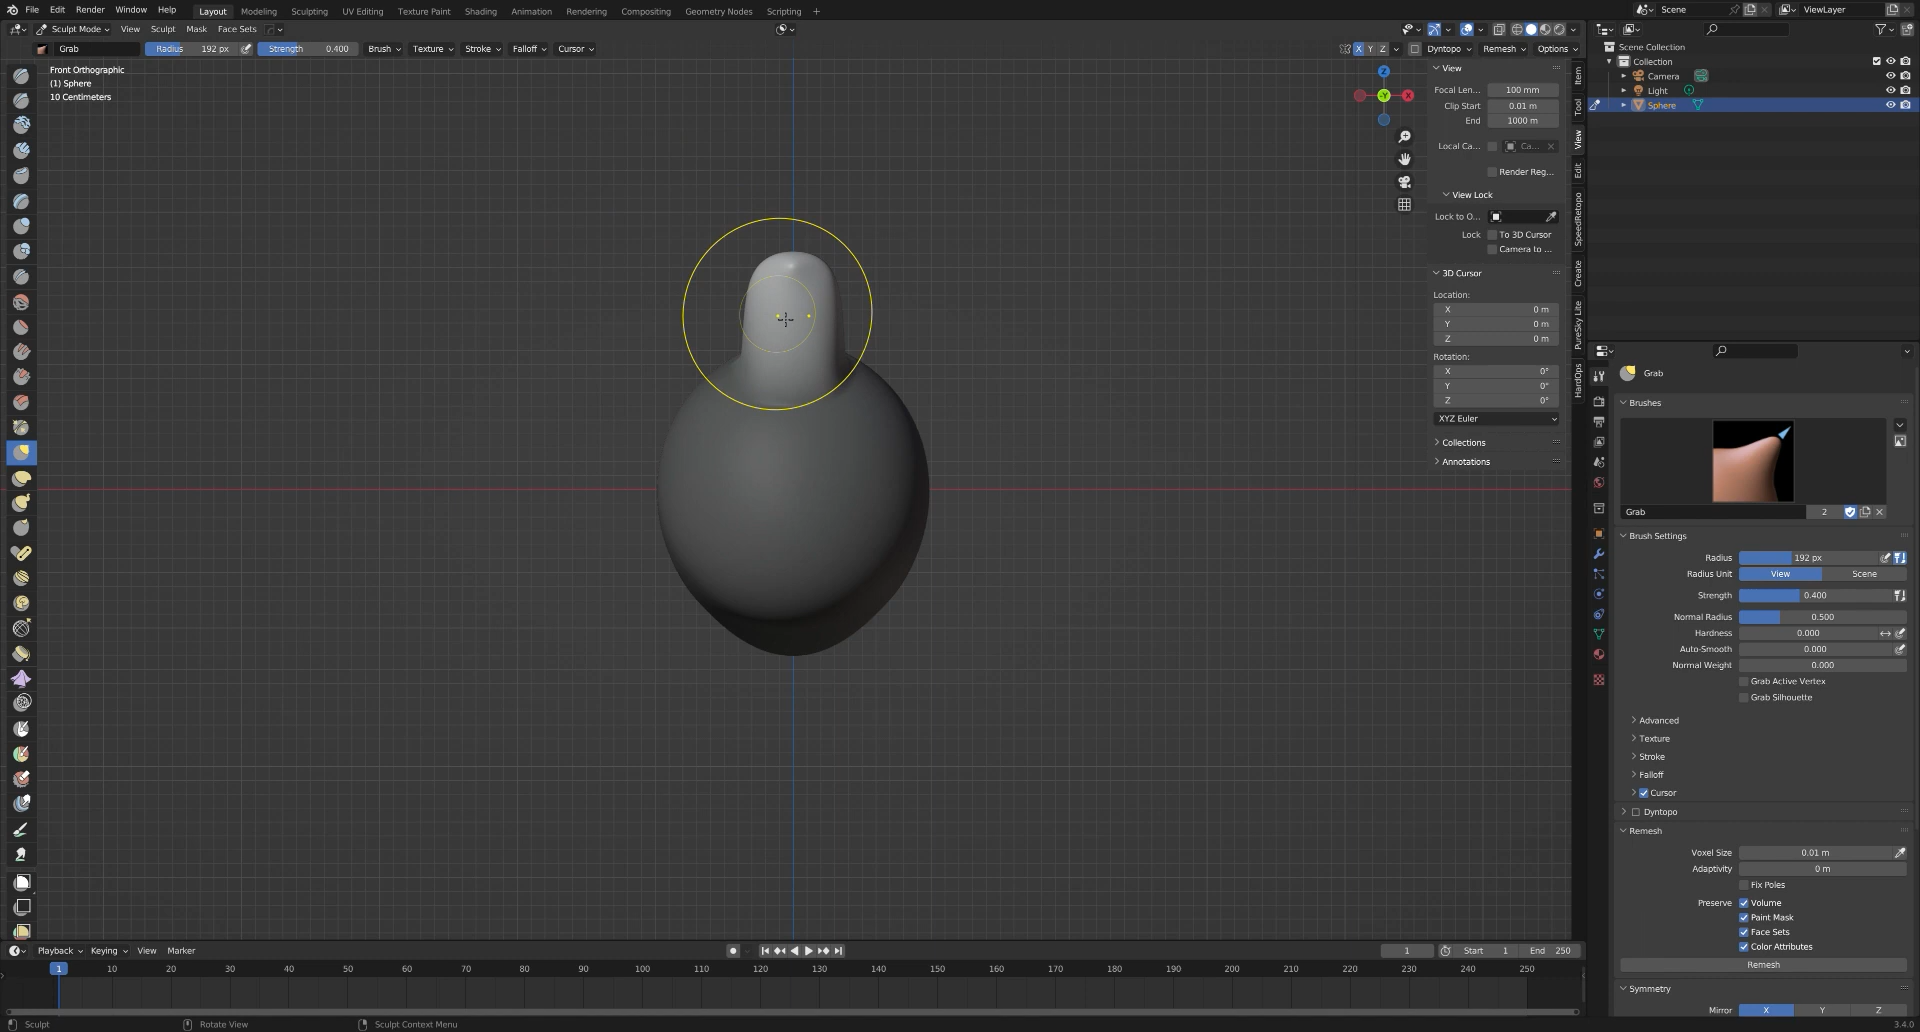 File Edit Render Window Help Layout Modeling Sculpting UV Editing Texture Paint Shading Animation Rendering Compositing Geometry Nodes Scripting + Scene ViewLayer
Sculpt Mode View Sculpt Mask Face Sets
Grab Radius 192 px Strength 0.400 Brush Texture Stroke Falloff Cursor X Y Z Dyntopo Remesh Options
Front Orthographic
(1) Sphere
10 Centimeters
Z
-Y
X
View
Focal Len... 100 mm
Clip Start 0.01 m
End 1000 m
Local Ca... Ca...
Render Reg...
View Lock
Lock to O...
Lock To 3D Cursor
Camera to ...
3D Cursor
Location:
X 0 m
Y 0 m
Z 0 m
Rotation:
X 0°
Y 0°
Z 0°
XYZ Euler
Collections
Annotations
Item
Tool
View
Edit
SpeedRetopo
Create
PureSky Lite
HardOps
Scene Collection
Collection
Camera
Light
Sphere
Grab
Brushes
Grab 2
Brush Settings
Radius 192 px
Radius Unit View Scene
Strength 0.400
Normal Radius 0.500
Hardness 0.000
Auto-Smooth 0.000
Normal Weight 0.000
Grab Active Vertex
Grab Silhouette
Advanced
Texture
Stroke
Falloff
Cursor
Dyntopo
Remesh
Voxel Size 0.01 m
Adaptivity 0 m
Fix Poles
Preserve Volume
Paint Mask
Face Sets
Color Attributes
Remesh
Symmetry
Mirror X Y Z
Playback Keying View Marker 1 Start 1 End 250
1 10 20 30 40 50 60 70 80 90 100 110 120 130 140 150 160 170 180 190 200 210 220 230 240 250
Sculpt Rotate View Sculpt Context Menu 3.4.0